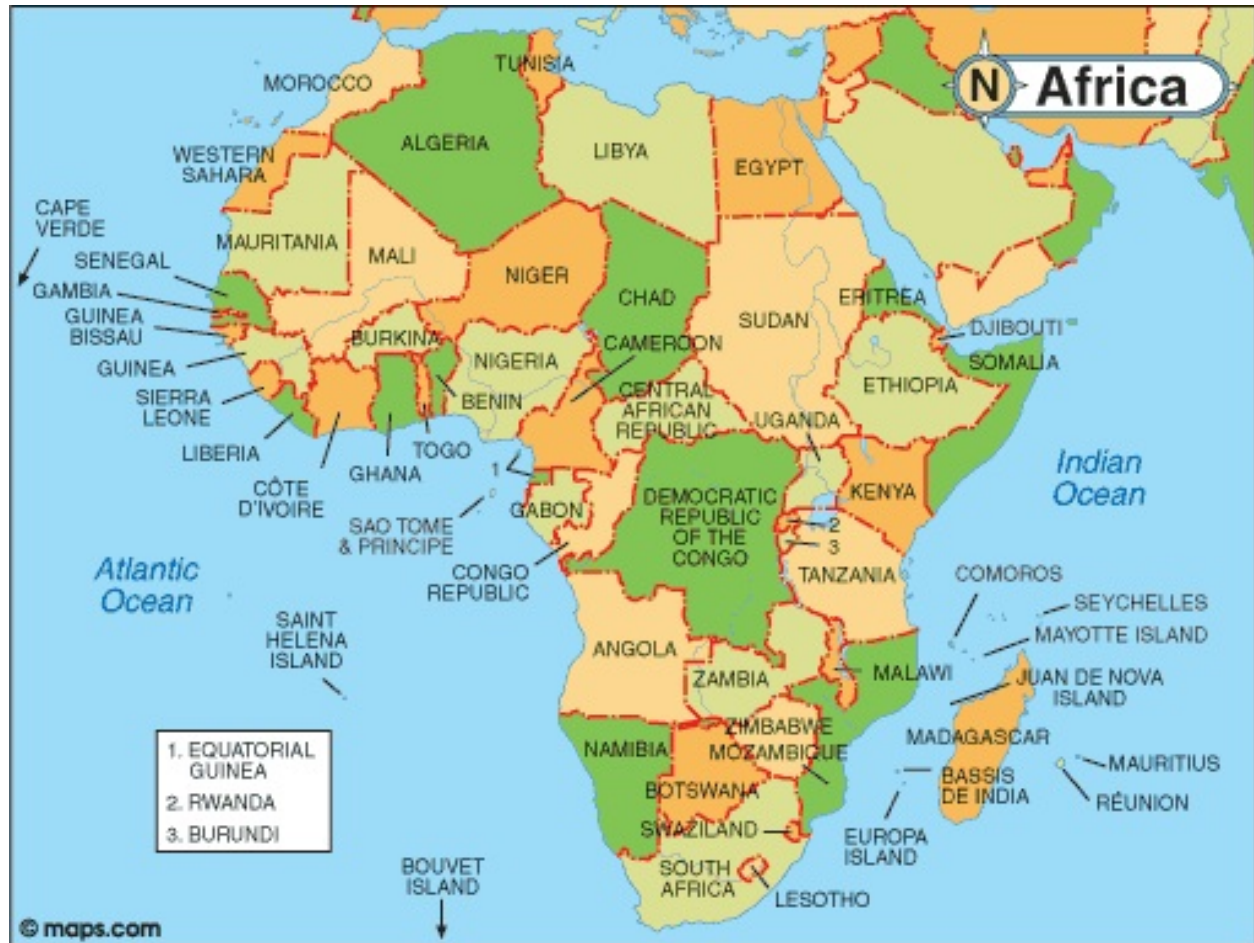 N Africa
MOROCCO
TUNISIA
ALGERIA
LIBYA
EGYPT
WESTERN
SAHARA
CAPE
VERDE
MAURITANIA
MALI
NIGER
CHAD
SUDAN
ERITREA
SENEGAL
GAMBIA
GUINEA
BISSAU
GUINEA
SIERRA
LEONE
LIBERIA
CÔTE
D'IVOIRE
BURKINA
GHANA
TOGO
BENIN
NIGERIA
CAMEROON
CENTRAL
AFRICAN
REPUBLIC
DJIBOUTI
SOMALIA
ETHIOPIA
UGANDA
KENYA
Indian
Ocean
1
SAO TOME
& PRINCIPE
GABON
CONGO
REPUBLIC
DEMOCRATIC
REPUBLIC
OF THE
CONGO
2
3
TANZANIA
Atlantic
Ocean
SAINT
HELENA
ISLAND
ANGOLA
ZAMBIA
MALAWI
COMOROS
SEYCHELLES
MAYOTTE ISLAND
JUAN DE NOVA
ISLAND
MADAGASCAR
MAURITIUS
RÉUNION
BASSIS
DE INDIA
EUROPA
ISLAND
ZIMBABWE
MOZAMBIQUE
NAMIBIA
BOTSWANA
SWAZILAND
SOUTH
AFRICA
LESOTHO
1. EQUATORIAL
GUINEA
2. RWANDA
3. BURUNDI
BOUVET
ISLAND
© maps.com